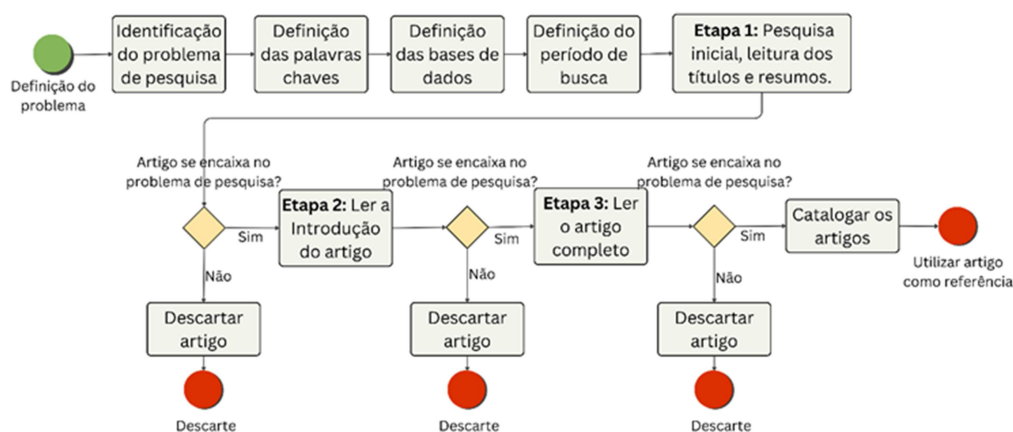 Identificação
do problema
de pesquisa
Definição
das palavras
chaves
Definição
das bases de
dados
Definição do
período de
busca
Etapa 1: Pesquisa
inicial, leitura dos
títulos e resumos.
Definição do
problema
Artigo se encaixa no
problema de pesquisa?
Etapa 2: Ler a
Introdução
do artigo
Artigo se encaixa no
problema de pesquisa?
Etapa 3: Ler
o artigo
completo
Artigo se encaixa no
problema de pesquisa?
Catalogar os
artigos
Utilizar artigo
como referência
Sim
Sim
Sim
Não
Não
Não
Descartar
artigo
Descartar
artigo
Descartar
artigo
Descarte
Descarte
Descarte